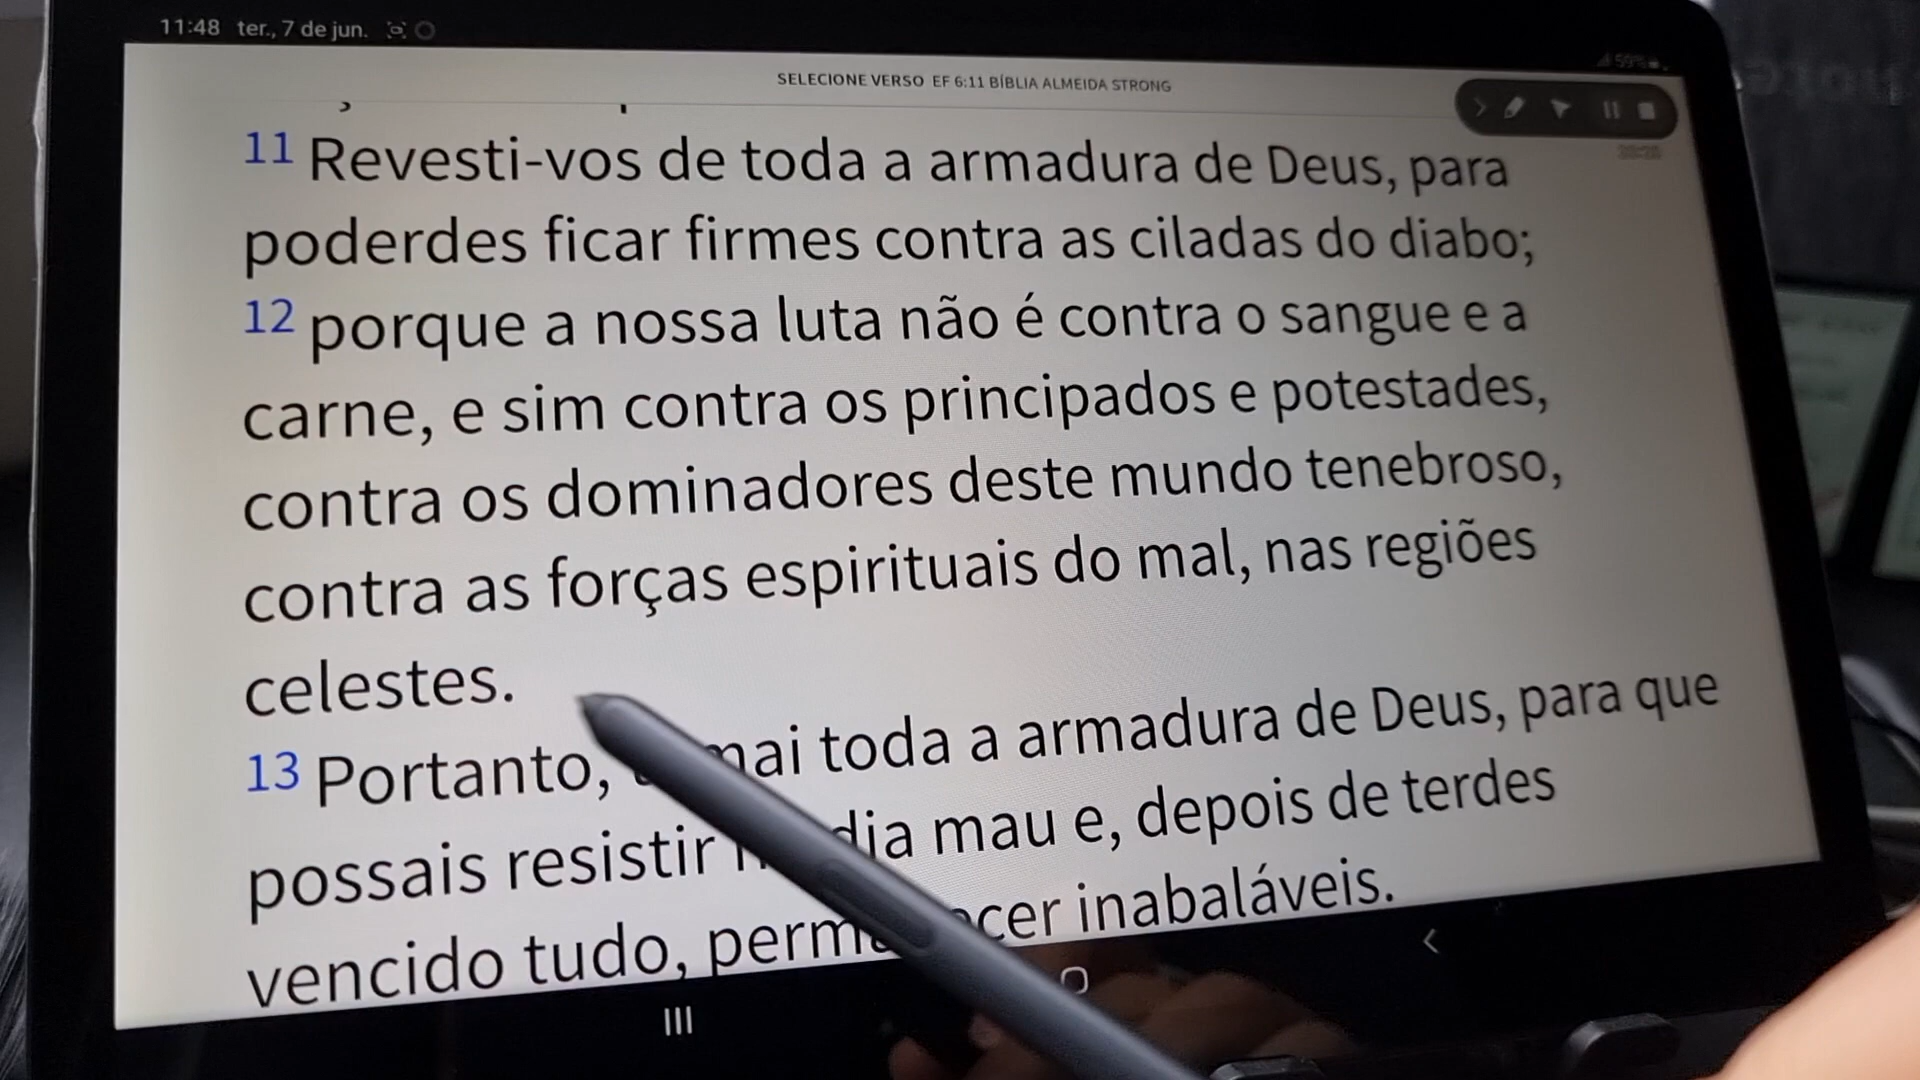 11:48 ter., 7 de jun.
59%
SELECIONE VERSO EF 6:11 BÍBLIA ALMEIDA STRONG
11 Revesti-vos de toda a armadura de Deus, para
poderdes ficar firmes contra as ciladas do diabo;
12 porque a nossa luta não é contra o sangue e a
carne, e sim contra os principados e potestades,
contra os dominadores deste mundo tenebroso,
contra as forças espirituais do mal, nas regiões
celestes.
13 Portanto, mai toda a armadura de Deus, para que
possais resistir dia mau e, depois de terdes
vencido tudo, perm cer inabaláveis.